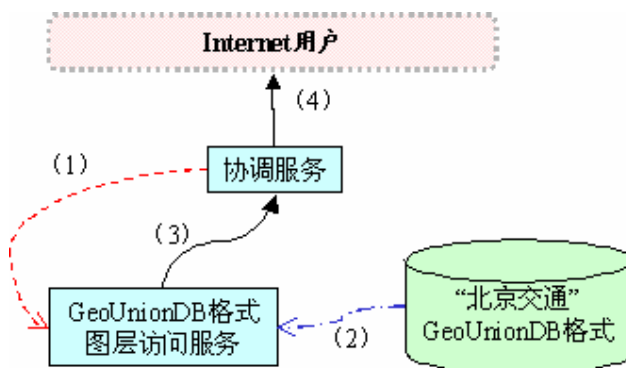 Internet用户
(4)
(1)
协调服务
(3)
GeoUnionDB格式
图层访问服务
(2)
“北京交通”
GeoUnionDB格式